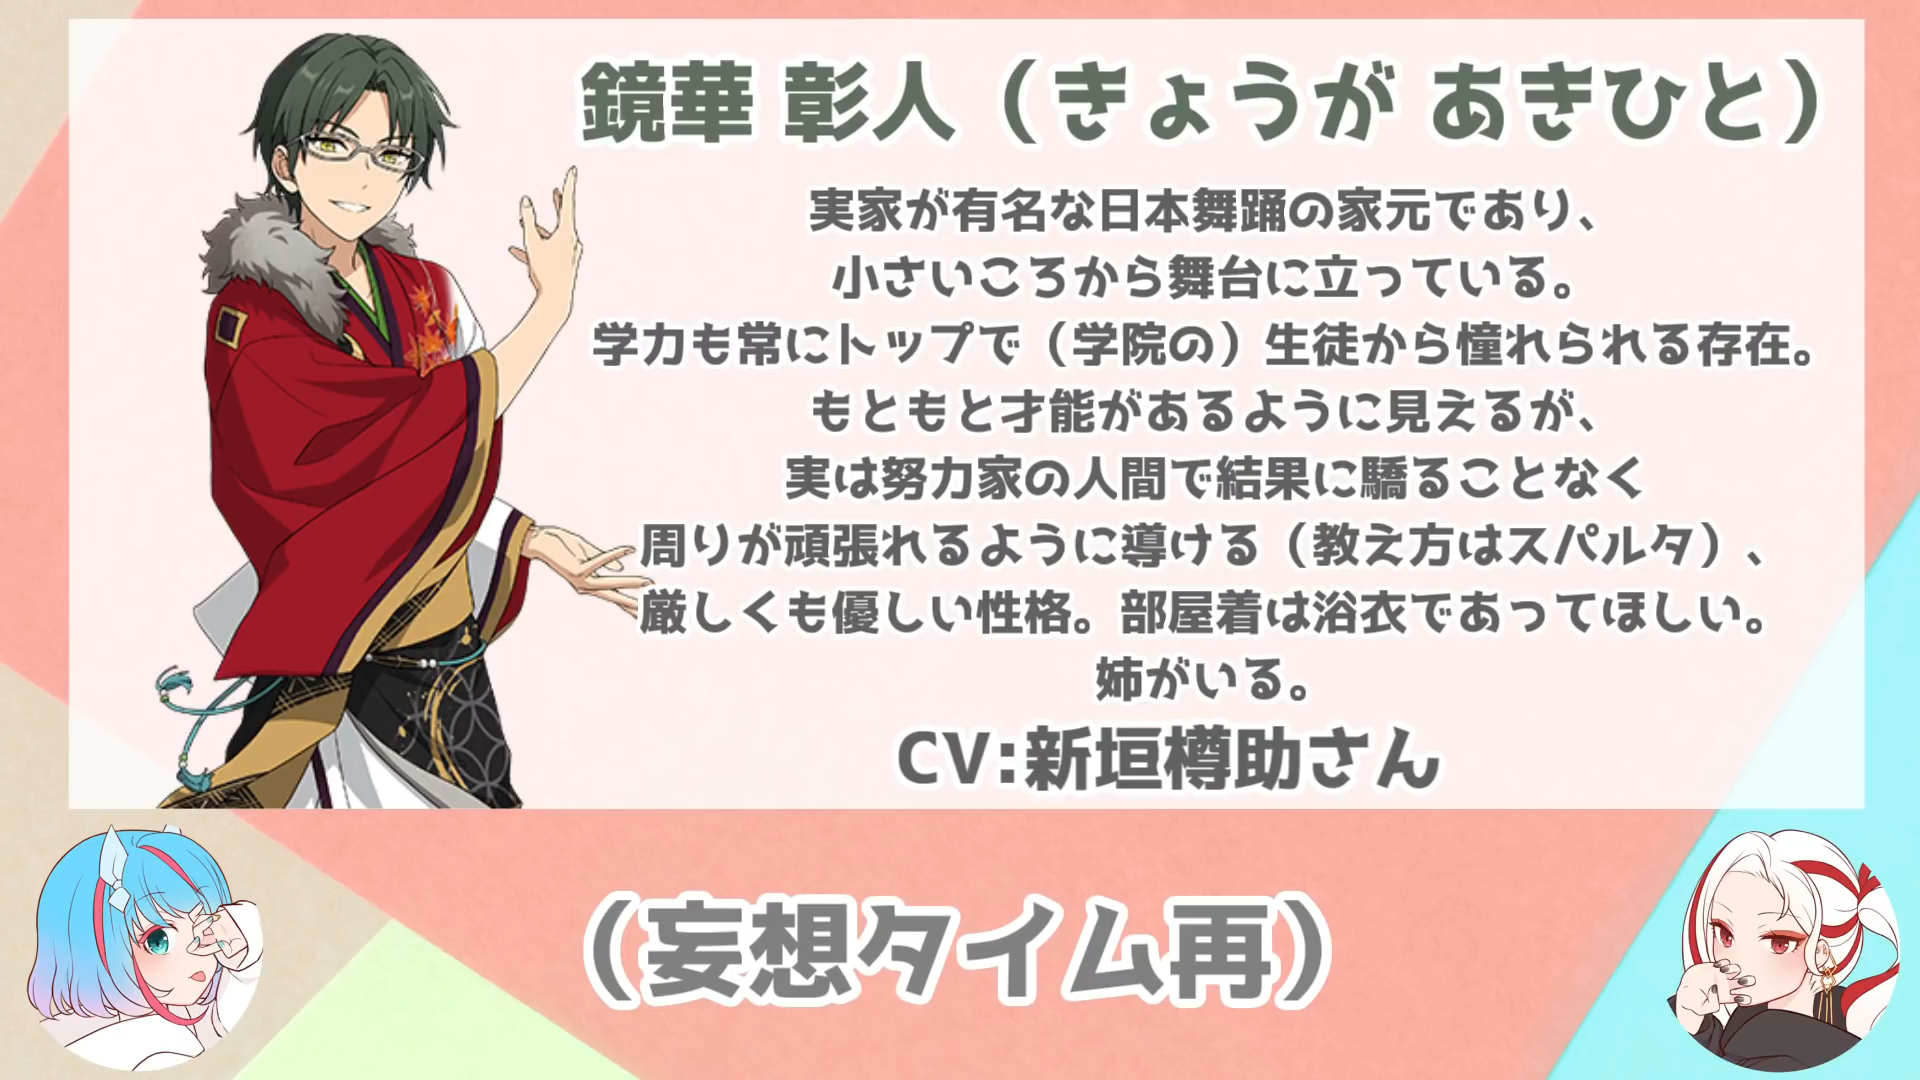 鏡華 彰人（きょうが あきひと）
実家が有名な日本舞踊の家元であり、
小さいころから舞台に立っている。
学力も常にトップで（学院の）生徒から憧れられる存在。
もともと才能があるように見えるが、
実は努力家の人間で結果に驕ることなく
周りが頑張れるように導ける（教え方はスパルタ）、
厳しくも優しい性格。部屋着は浴衣であってほしい。
姉がいる。
CV:新垣樽助さん
（妄想タイム再）